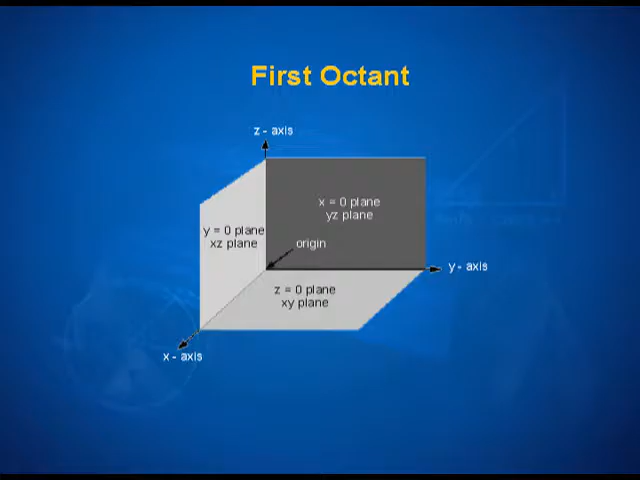 First Octant
z - axis
x = 0 plane
yz plane
y = 0 plane
xz plane
origin
y - axis
z = 0 plane
xy plane
x - axis